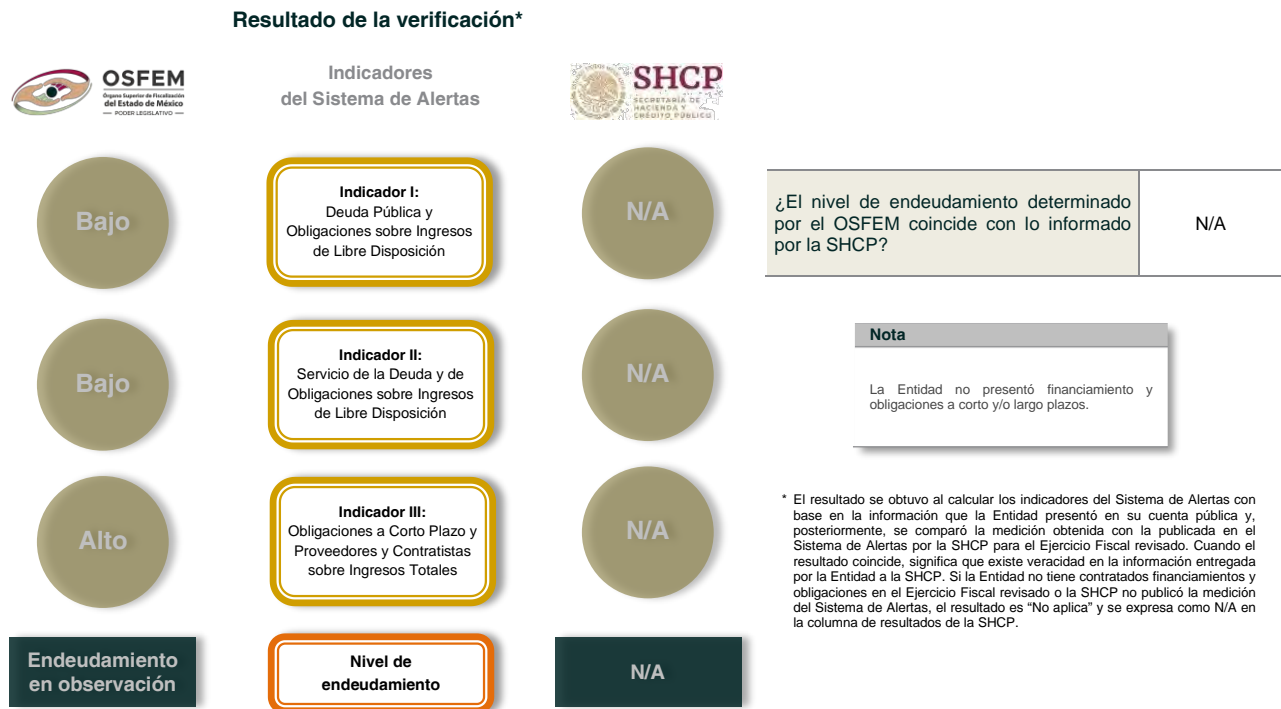 Resultado de la verificación*
OSFEM
Órgano Superior de Fiscalización
del Estado de México
PODER LEGISLATIVO
Indicadores
del Sistema de Alertas
SHCP
SECRETARÍA DE
HACIENDA Y
CRÉDITO PÚBLICO
Bajo
Indicador I:
Deuda Pública y
Obligaciones sobre Ingresos
de Libre Disposición
N/A
¿El nivel de endeudamiento determinado
por el OSFEM coincide con lo informado
por la SHCP?
N/A
Bajo
Indicador II:
Servicio de la Deuda y de
Obligaciones sobre Ingresos
de Libre Disposición
N/A
Nota
La Entidad no presentó financiamiento y
obligaciones a corto y/o largo plazos.
Alto
Indicador III:
Obligaciones a Corto Plazo y
Proveedores y Contratistas
sobre Ingresos Totales
N/A
* El resultado se obtuvo al calcular los indicadores del Sistema de Alertas con
base en la información que la Entidad presentó en su cuenta pública y,
posteriormente, se comparó la medición obtenida con la publicada en el
Sistema de Alertas por la SHCP para el Ejercicio Fiscal revisado. Cuando el
resultado coincide, significa que existe veracidad en la información entregada
por la Entidad a la SHCP. Si la Entidad no tiene contratados financiamientos y
obligaciones en el Ejercicio Fiscal revisado o la SHCP no publicó la medición
del Sistema de Alertas, el resultado es “No aplica” y se expresa como N/A en
la columna de resultados de la SHCP.
Endeudamiento
en observación
Nivel de
endeudamiento
N/A